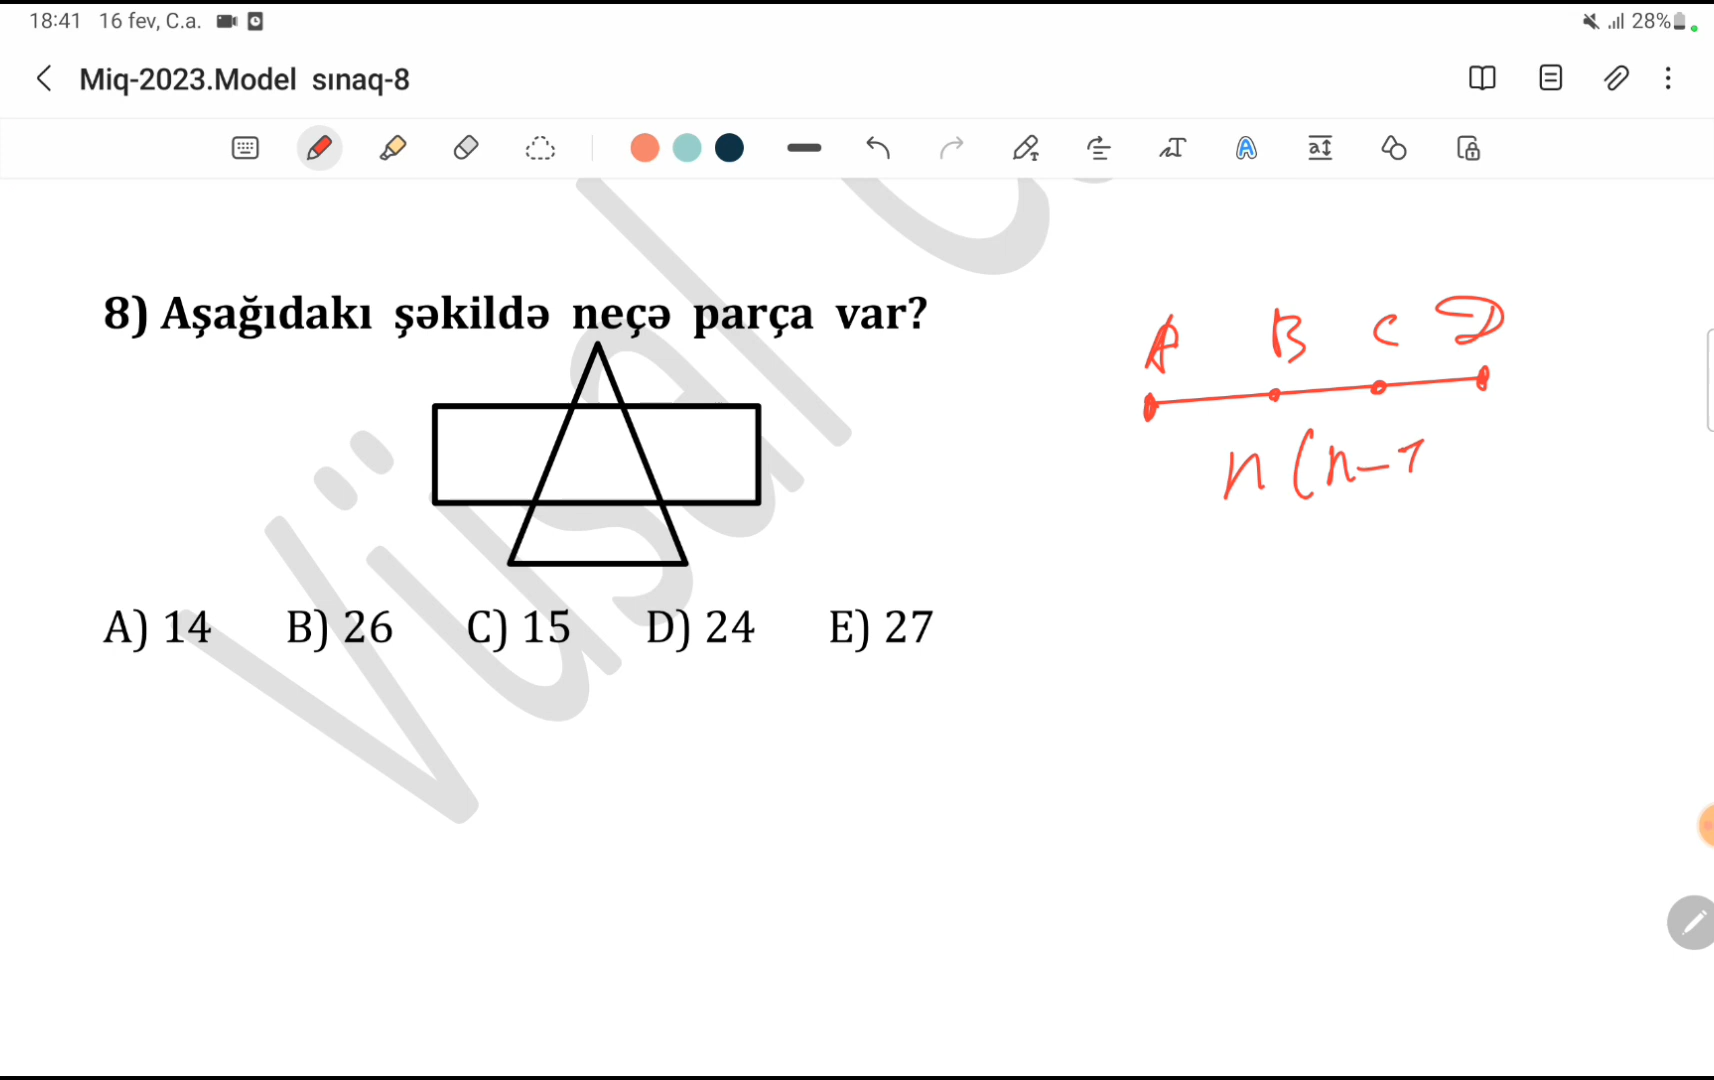 18:41 16 fev, C.a. 28%
Miq-2023.Model sınaq-8
8) Aşağıdakı şəkildə neçə parça var?
A B C D
n (n-1
A) 14 B) 26 C) 15 D) 24 E) 27
Vüsal